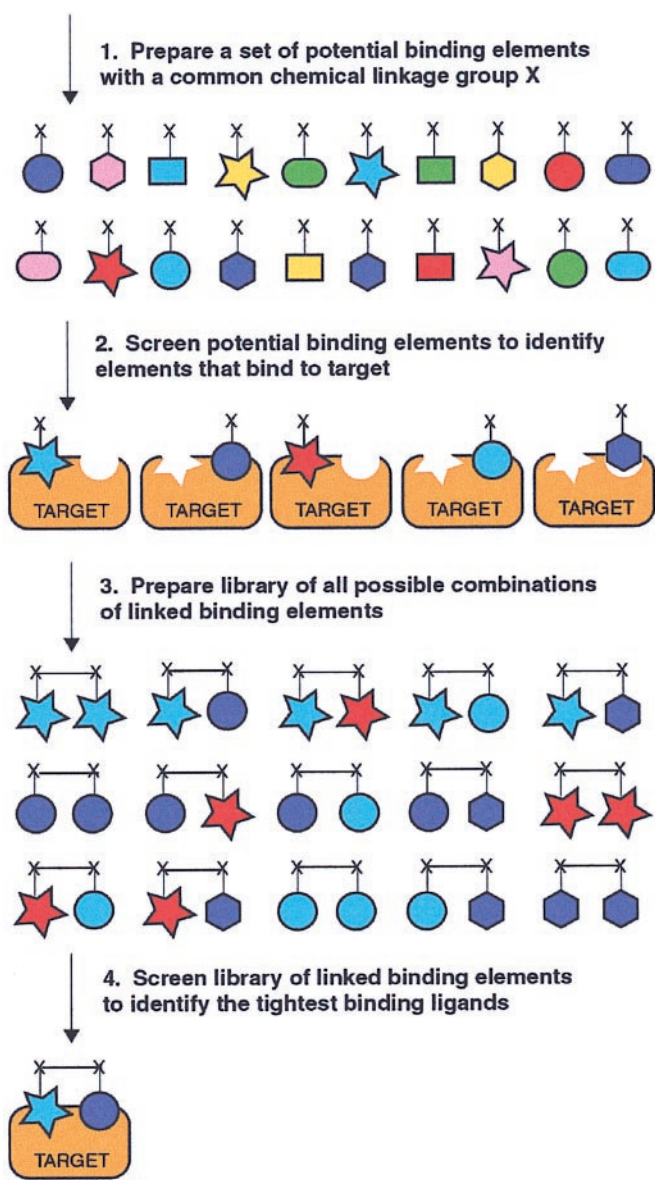 1. Prepare a set of potential binding elements
with a common chemical linkage group X
X X X X X X X X X X
X X X X X X X X X X
2. Screen potential binding elements to identify
elements that bind to target
X X X X X
TARGET TARGET TARGET TARGET TARGET
3. Prepare library of all possible combinations
of linked binding elements
X X X X X X X X X X
X X X X X X X X X X
X X X X X X X X X X
4. Screen library of linked binding elements
to identify the tightest binding ligands
X X
TARGET